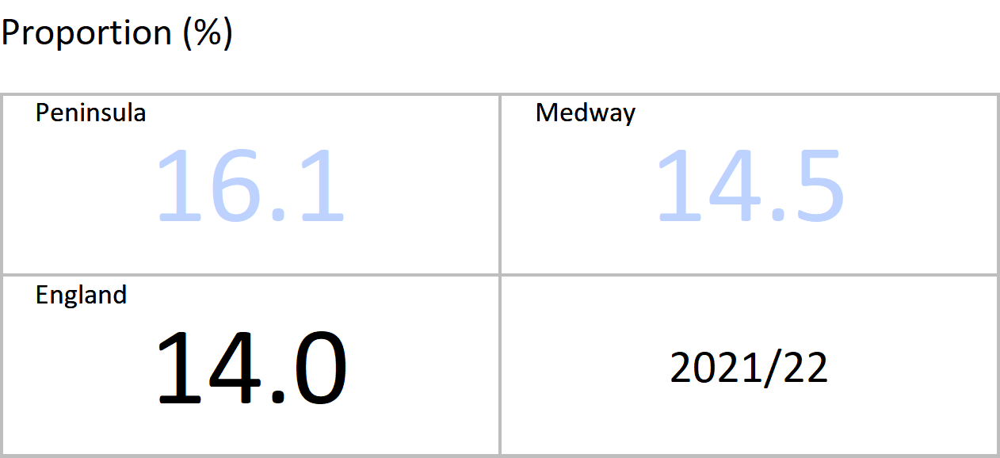 Proportion (%)
Peninsula
16.1
Medway
14.5
England
14.0
2021/22